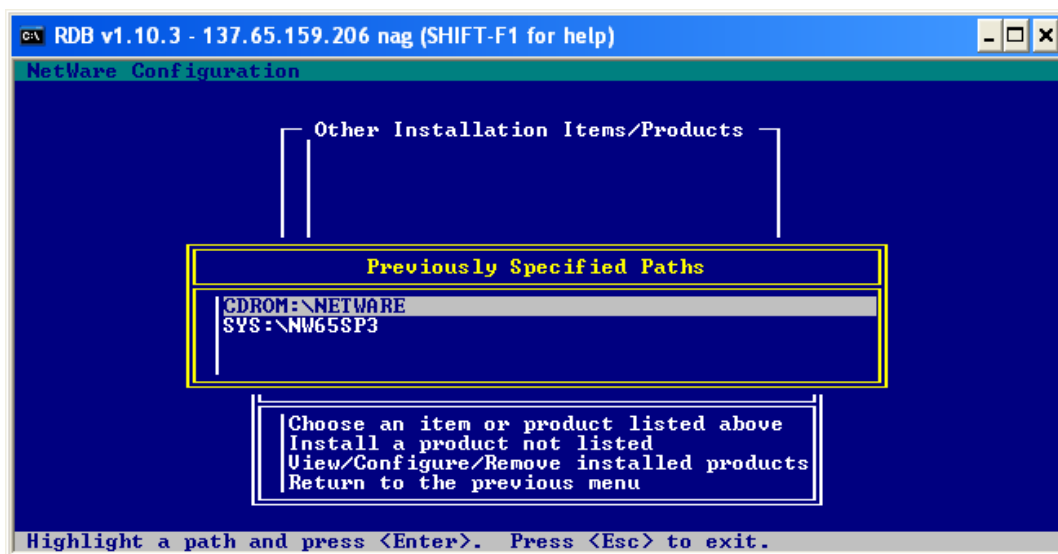 RDB v1.10.3 - 137.65.159.206 nag (SHIFT-F1 for help)
NetWare Configuration
Other Installation Items/Products
Previously Specified Paths
CDROM:\NETWARE
SYS:\NW65SP3
Choose an item or product listed above
Install a product not listed
View/Configure/Remove installed products
Return to the previous menu
Highlight a path and press <Enter>.  Press <Esc> to exit.